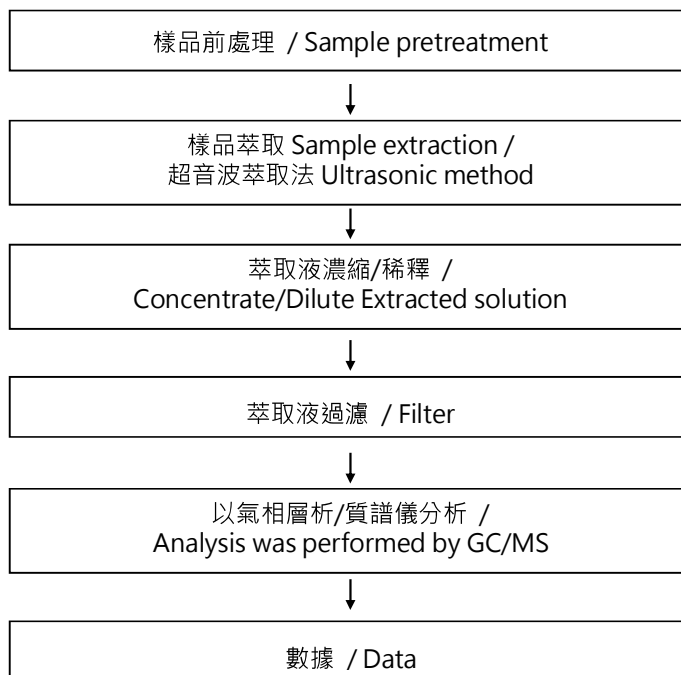 樣品前處理 / Sample pretreatment
樣品萃取 Sample extraction /
超音波萃取法 Ultrasonic method
萃取液濃縮/稀釋 /
Concentrate/Dilute Extracted solution
萃取液過濾 / Filter
以氣相層析/質譜儀分析 /
Analysis was performed by GC/MS
數據 / Data